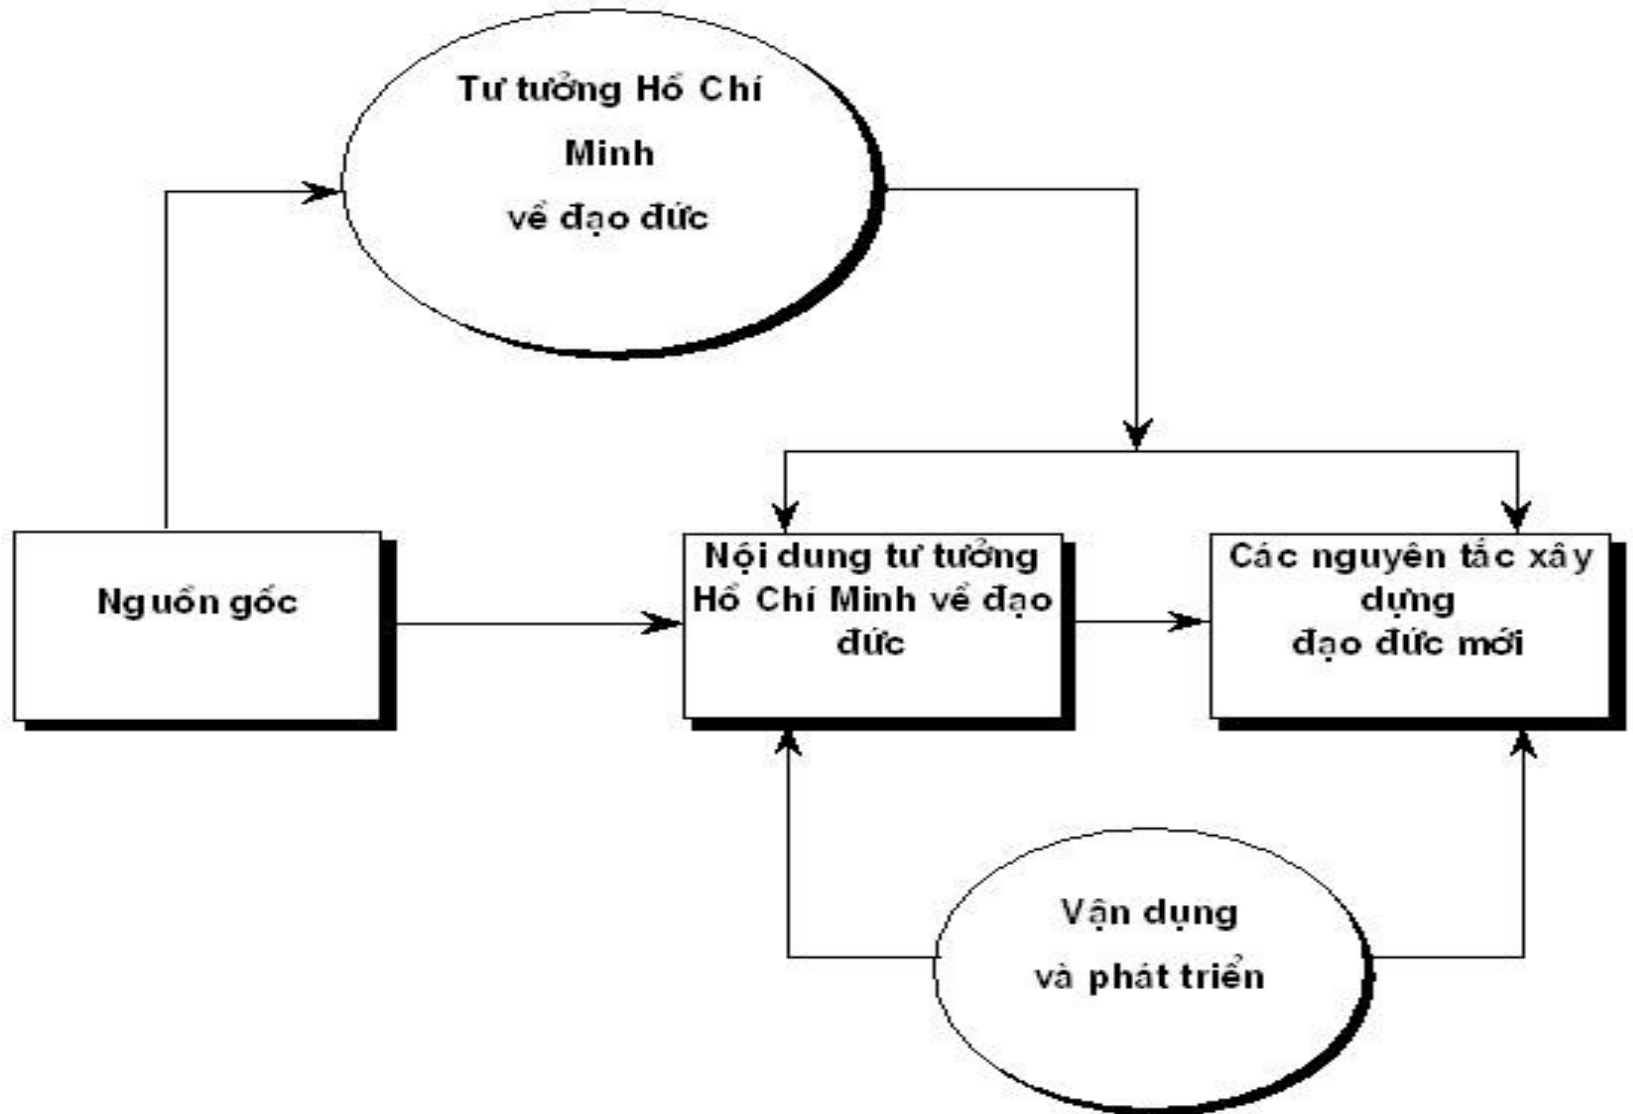 Tư tưởng Hồ Chí
Minh
về đạo đức
Nguồn gốc
Nội dung tư tưởng
Hồ Chí Minh về đạo
đức
Các nguyên tắc xây
dựng
đạo đức mới
Vận dụng
và phát triển